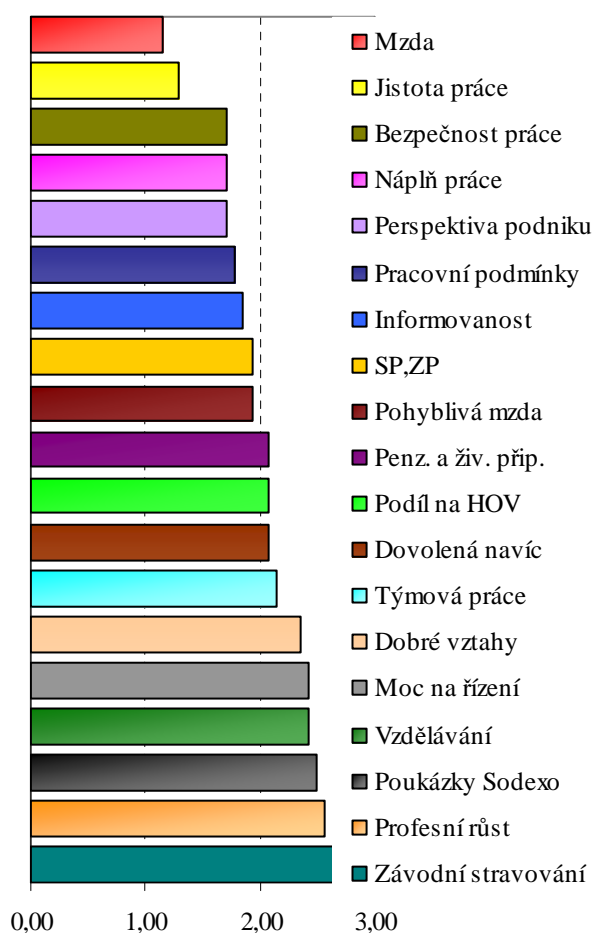 Mzda
Jistota práce
Bezpečnost práce
Náplň práce
Perspektiva podniku
Pracovní podmínky
Informovanost
SP,ZP
Pohyblivá mzda
Penz. a živ. přip.
Podíl na HOV
Dovolená navíc
Týmová práce
Dobré vztahy
Moc na řízení
Vzdělávání
Poukázky Sodexo
Profesní růst
Závodní stravování
0,00 1,00 2,00 3,00